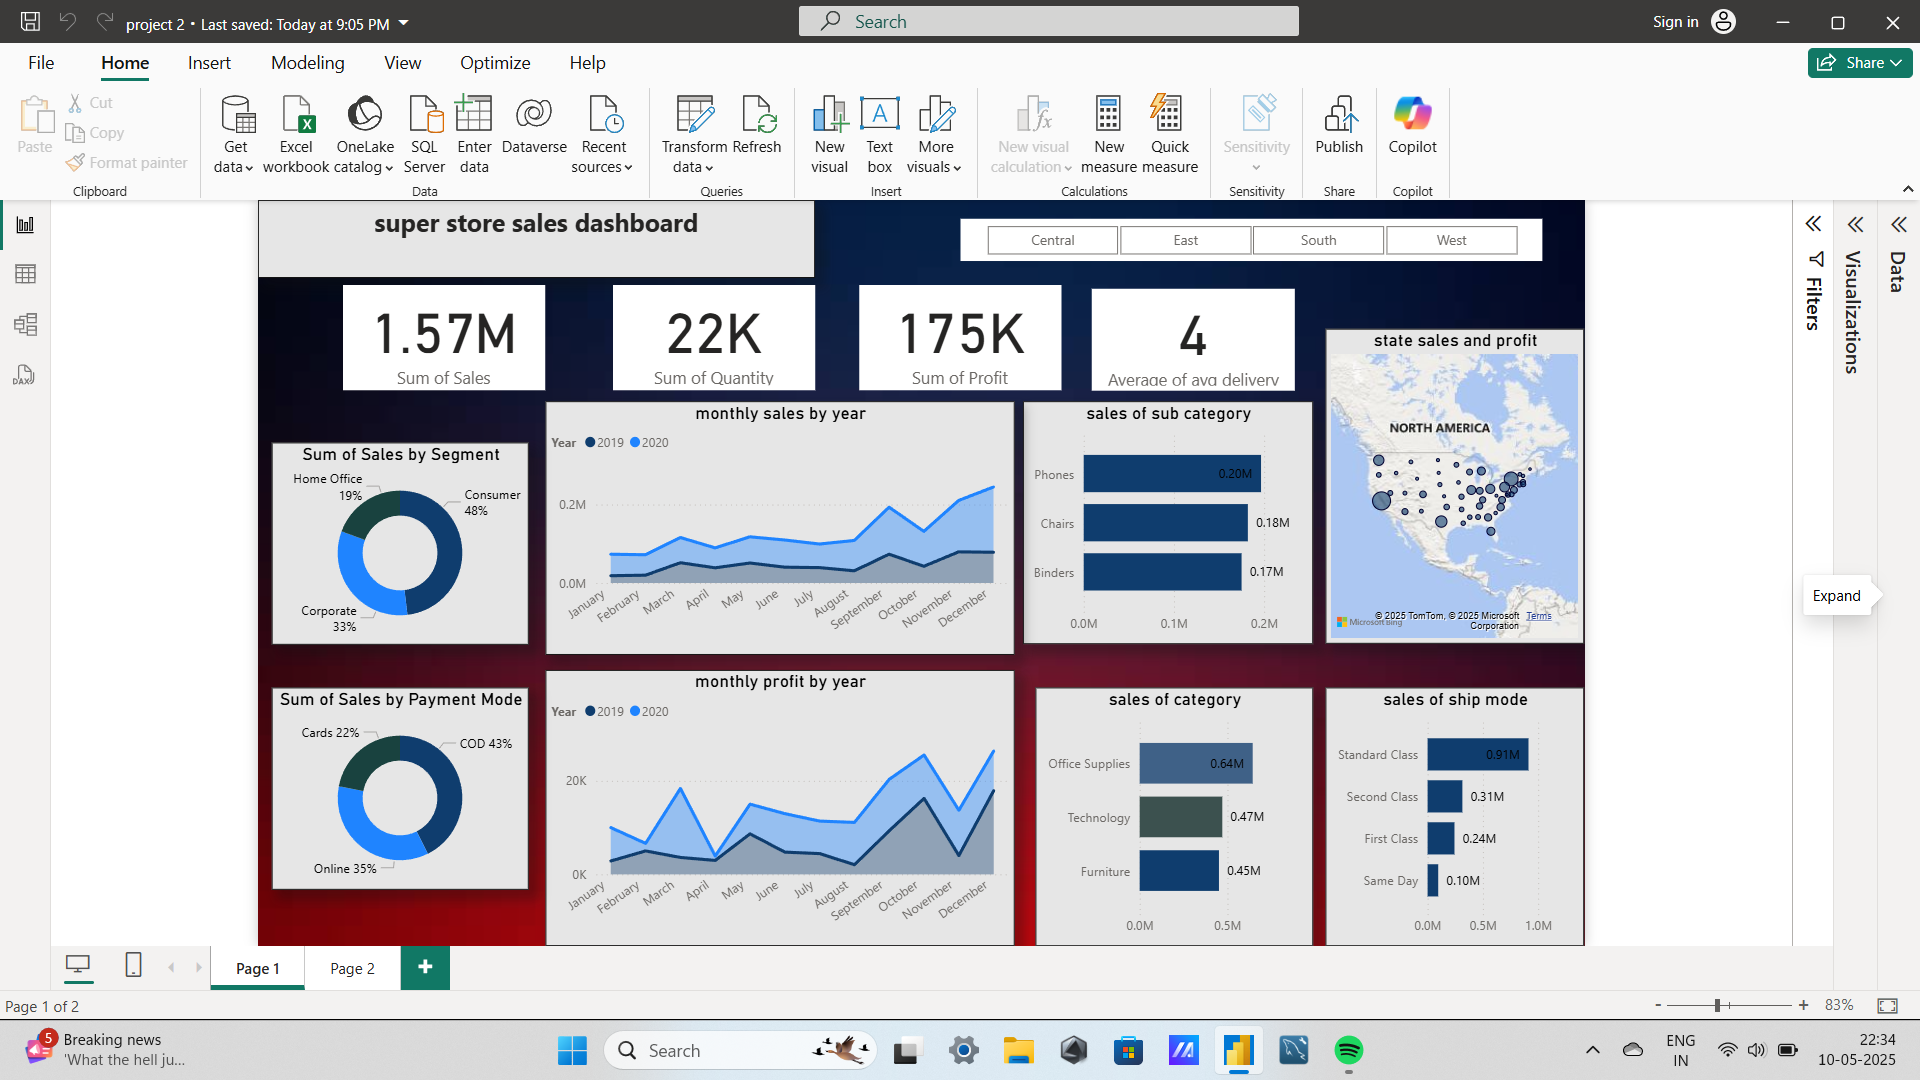 project 2 • Last saved: Today at 9:05 PM
Search
Sign in
File
Home
Insert
Modeling
View
Optimize
Help
Share
Paste
Cut
Copy
Format painter
Clipboard
Get data
Excel workbook
OneLake catalog
SQL Server
Enter data
Dataverse
Recent sources
Data
Transform data
Refresh
Queries
New visual
Text box
More visuals
Insert
New visual calculation
New measure
Quick measure
Calculations
Sensitivity
Sensitivity
Publish
Share
Copilot
Copilot
super store sales dashboard
Central
East
South
West
1.57M
Sum of Sales
22K
Sum of Quantity
175K
Sum of Profit
4
Average of avg delivery
Sum of Sales by Segment
Home Office
19%
Consumer
48%
Corporate
33%
monthly sales by year
Year 2019 2020
0.2M
0.0M
January
February
March
April
May
June
July
August
September
October
November
December
sales of sub category
Phones 0.20M
Chairs 0.18M
Binders 0.17M
0.0M 0.1M 0.2M
state sales and profit
NORTH AMERICA
Microsoft Bing
© 2025 TomTom, © 2025 Microsoft Corporation
Terms
Sum of Sales by Payment Mode
Cards 22%
COD 43%
Online 35%
monthly profit by year
Year 2019 2020
20K
0K
January
February
March
April
May
June
July
August
September
October
November
December
sales of category
Office Supplies 0.64M
Technology 0.47M
Furniture 0.45M
0.0M 0.5M
sales of ship mode
Standard Class 0.91M
Second Class 0.31M
First Class 0.24M
Same Day 0.10M
0.0M 0.5M 1.0M
Filters
Visualizations
Data
Expand
DAX
Page 1
Page 2
+
Page 1 of 2
- + 83%
5
Breaking news
'What the hell ju...
Search
ENG
IN
22:34
10-05-2025